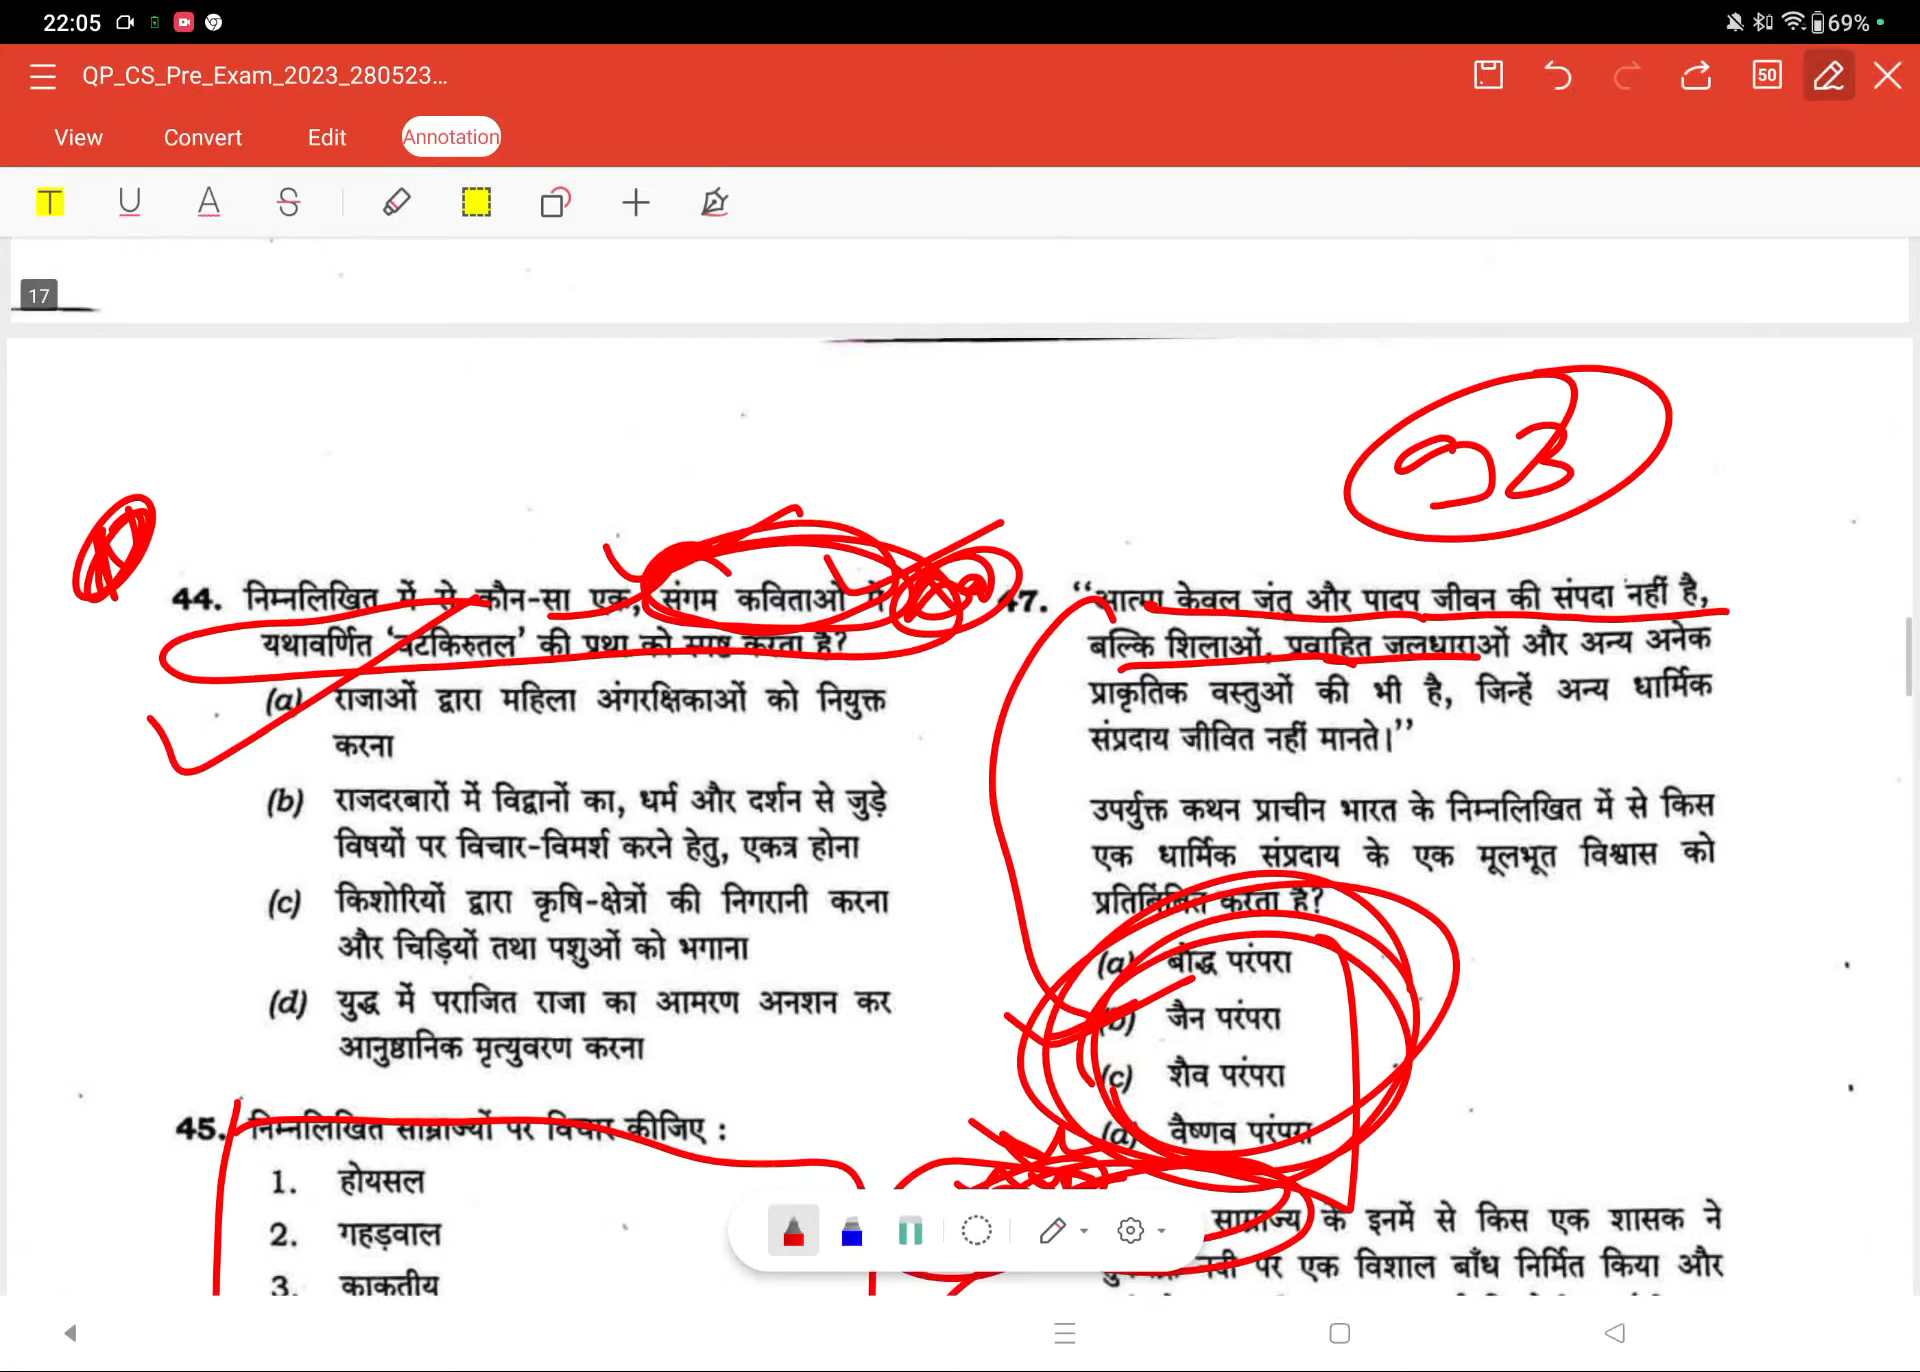 22:05
69%
QP_CS_Pre_Exam_2023_280523...
50
View Convert Edit Annotation
T U A S
17
93
44. निम्नलिखित में से कौन-सा एक, संगम कविताओं में
यथावर्णित ‘वटकिरुतल’ की प्रथा को स्पष्ट करता है?
(a) राजाओं द्वारा महिला अंगरक्षिकाओं को नियुक्त
करना
(b) राजदरबारों में विद्वानों का, धर्म और दर्शन से जुड़े
विषयों पर विचार-विमर्श करने हेतु, एकत्र होना
(c) किशोरियों द्वारा कृषि-क्षेत्रों की निगरानी करना
और चिड़ियों तथा पशुओं को भगाना
(d) युद्ध में पराजित राजा का आमरण अनशन कर
आनुष्ठानिक मृत्युवरण करना
45. निम्नलिखित साम्राज्यों पर विचार कीजिए :
1. होयसल
2. गहड़वाल
3. काकतीय
47. “आत्मा केवल जंतु और पादप जीवन की संपदा नहीं है,
बल्कि शिलाओं, प्रवाहित जलधाराओं और अन्य अनेक
प्राकृतिक वस्तुओं की भी है, जिन्हें अन्य धार्मिक
संप्रदाय जीवित नहीं मानते।”
उपर्युक्त कथन प्राचीन भारत के निम्नलिखित में से किस
एक धार्मिक संप्रदाय के एक मूलभूत विश्वास को
प्रतिबिंबित करता है?
(a) बौद्ध परंपरा
(b) जैन परंपरा
(c) शैव परंपरा
(d) वैष्णव परंपरा
साम्राज्य के इनमें से किस एक शासक ने
नदी पर एक विशाल बाँध निर्मित किया और